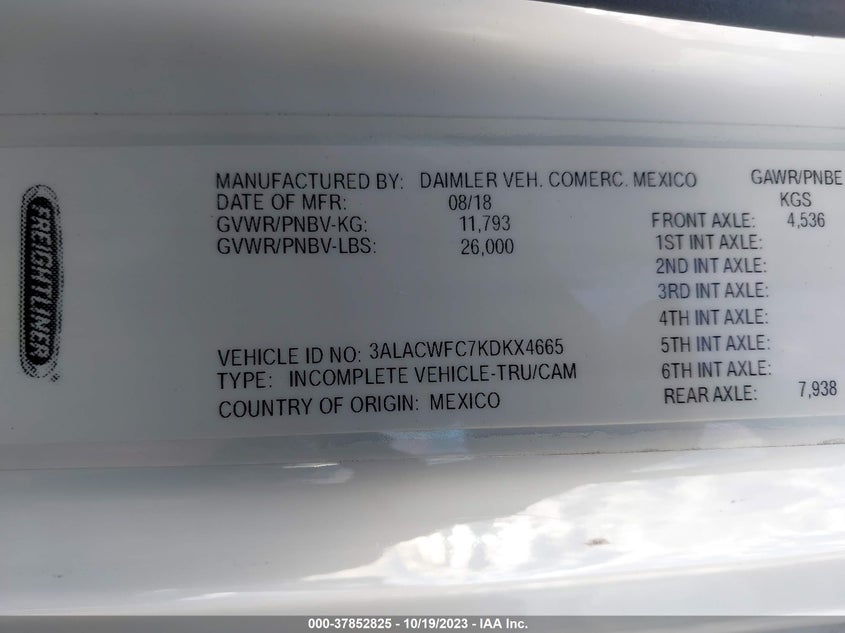 FREIGHTLINER
MANUFACTURED BY: DAIMLER VEH. COMERC. MEXICO
DATE OF MFR: 08/18
GVWR/PNBV-KG: 11,793
GVWR/PNBV-LBS: 26,000
VEHICLE ID NO: 3ALACWFC7KDKX4665
TYPE: INCOMPLETE VEHICLE-TRU/CAM
COUNTRY OF ORIGIN: MEXICO
GAWR/PNBE
KGS
FRONT AXLE: 4,536
1ST INT AXLE:
2ND INT AXLE:
3RD INT AXLE:
4TH INT AXLE:
5TH INT AXLE:
6TH INT AXLE:
REAR AXLE: 7,938
000-37852825 - 10/19/2023 - IAA Inc.